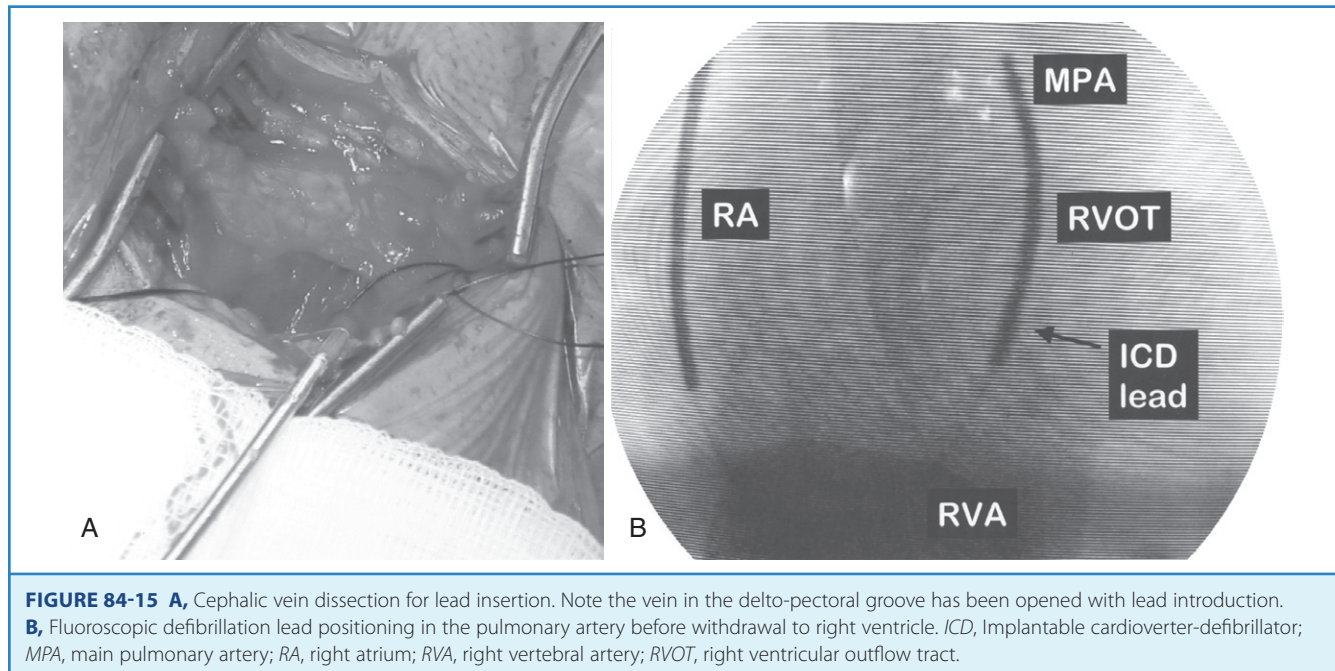 A
B
MPA
RA
RVOT
ICD
lead
RVA
FIGURE 84-15 A, Cephalic vein dissection for lead insertion. Note the vein in the delto-pectoral groove has been opened with lead introduction.
B, Fluoroscopic defibrillation lead positioning in the pulmonary artery before withdrawal to right ventricle. ICD, Implantable cardioverter-defibrillator;
MPA, main pulmonary artery; RA, right atrium; RVA, right vertebral artery; RVOT, right ventricular outflow tract.